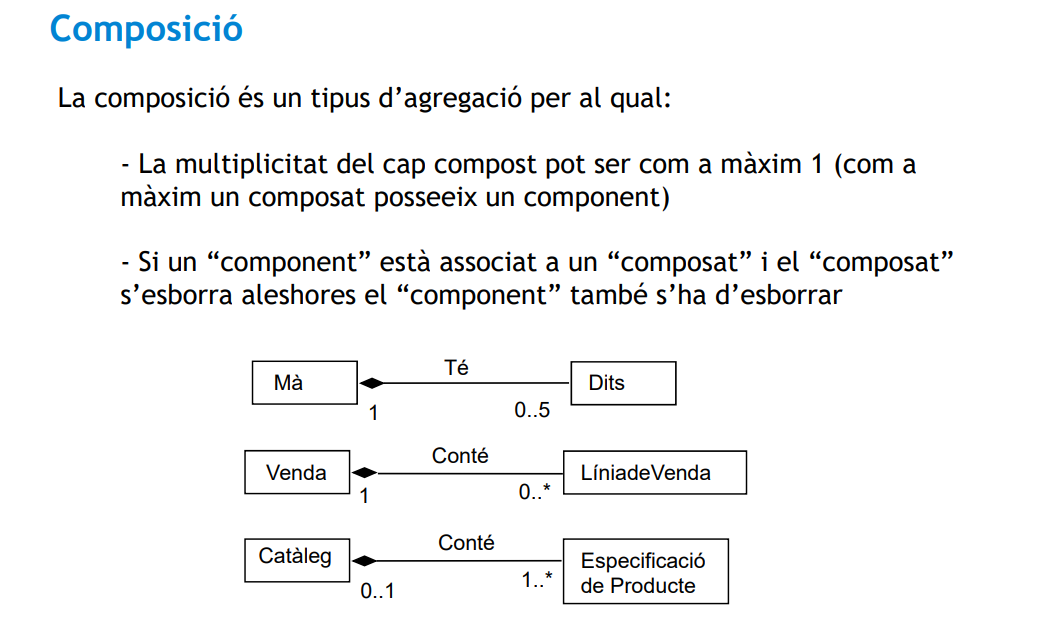 Composició
La composició és un tipus d’agregació per al qual:
- La multiplicitat del cap compost pot ser com a màxim 1 (com a
màxim un composat posseeix un component)
- Si un “component” està associat a un “composat” i el “composat”
s’esborra aleshores el “component” també s’ha d’esborrar
Té
Mà
Dits
1
0..5
Conté
Venda
LíniadeVenda
1
0..*
Conté
Catàleg
Especificació
de Producte
0..1
1..*